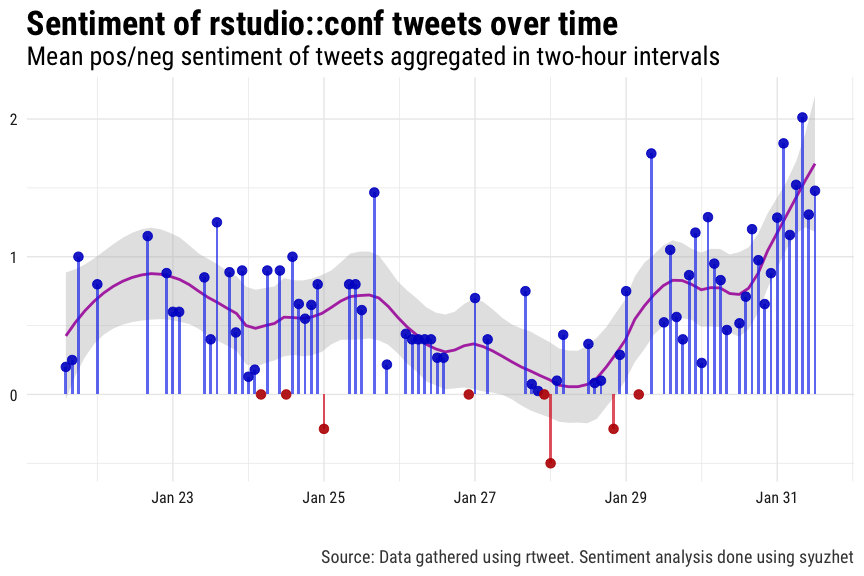 Sentiment of rstudio::conf tweets over time
Mean pos/neg sentiment of tweets aggregated in two-hour intervals
2
1
0
Jan 23 Jan 25 Jan 27 Jan 29 Jan 31
Source: Data gathered using rtweet. Sentiment analysis done using syuzhet